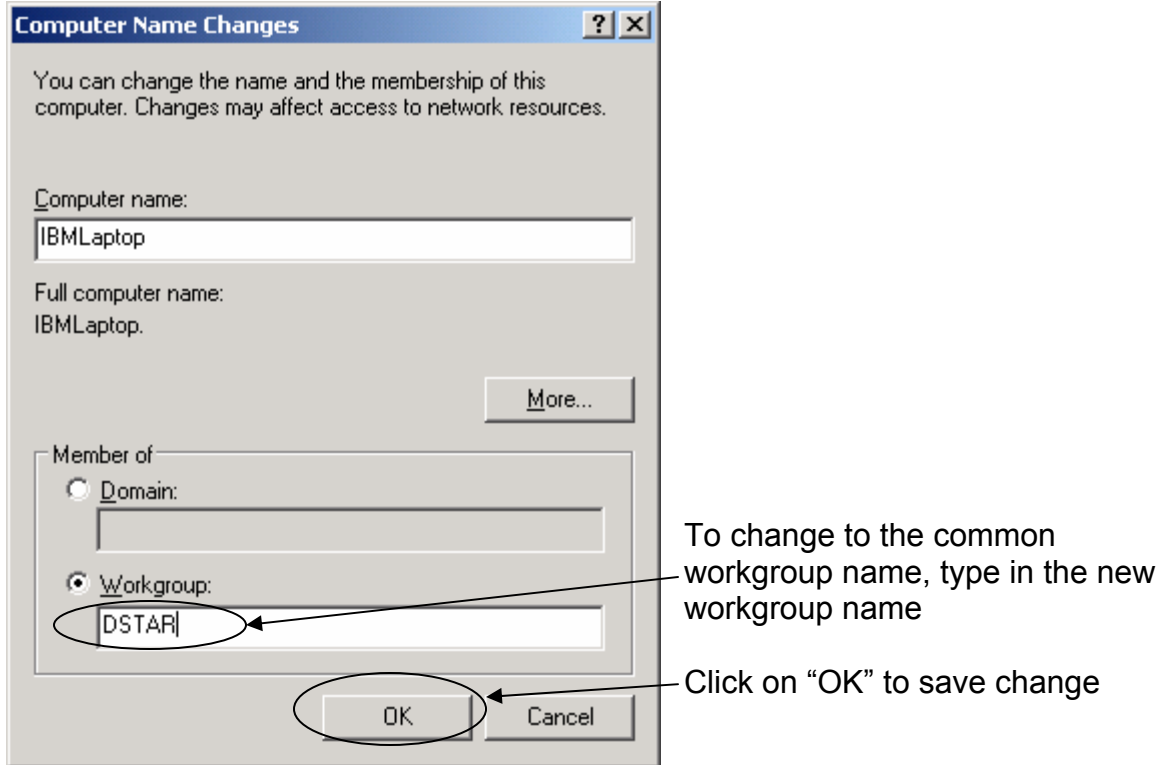 Computer Name Changes
You can change the name and the membership of this
computer. Changes may affect access to network resources.
Computer name:
IBMLaptop
Full computer name:
IBMLaptop.
More...
Member of
Domain:
Workgroup:
DSTAR
OK
Cancel
To change to the common
workgroup name, type in the new
workgroup name
Click on “OK” to save change